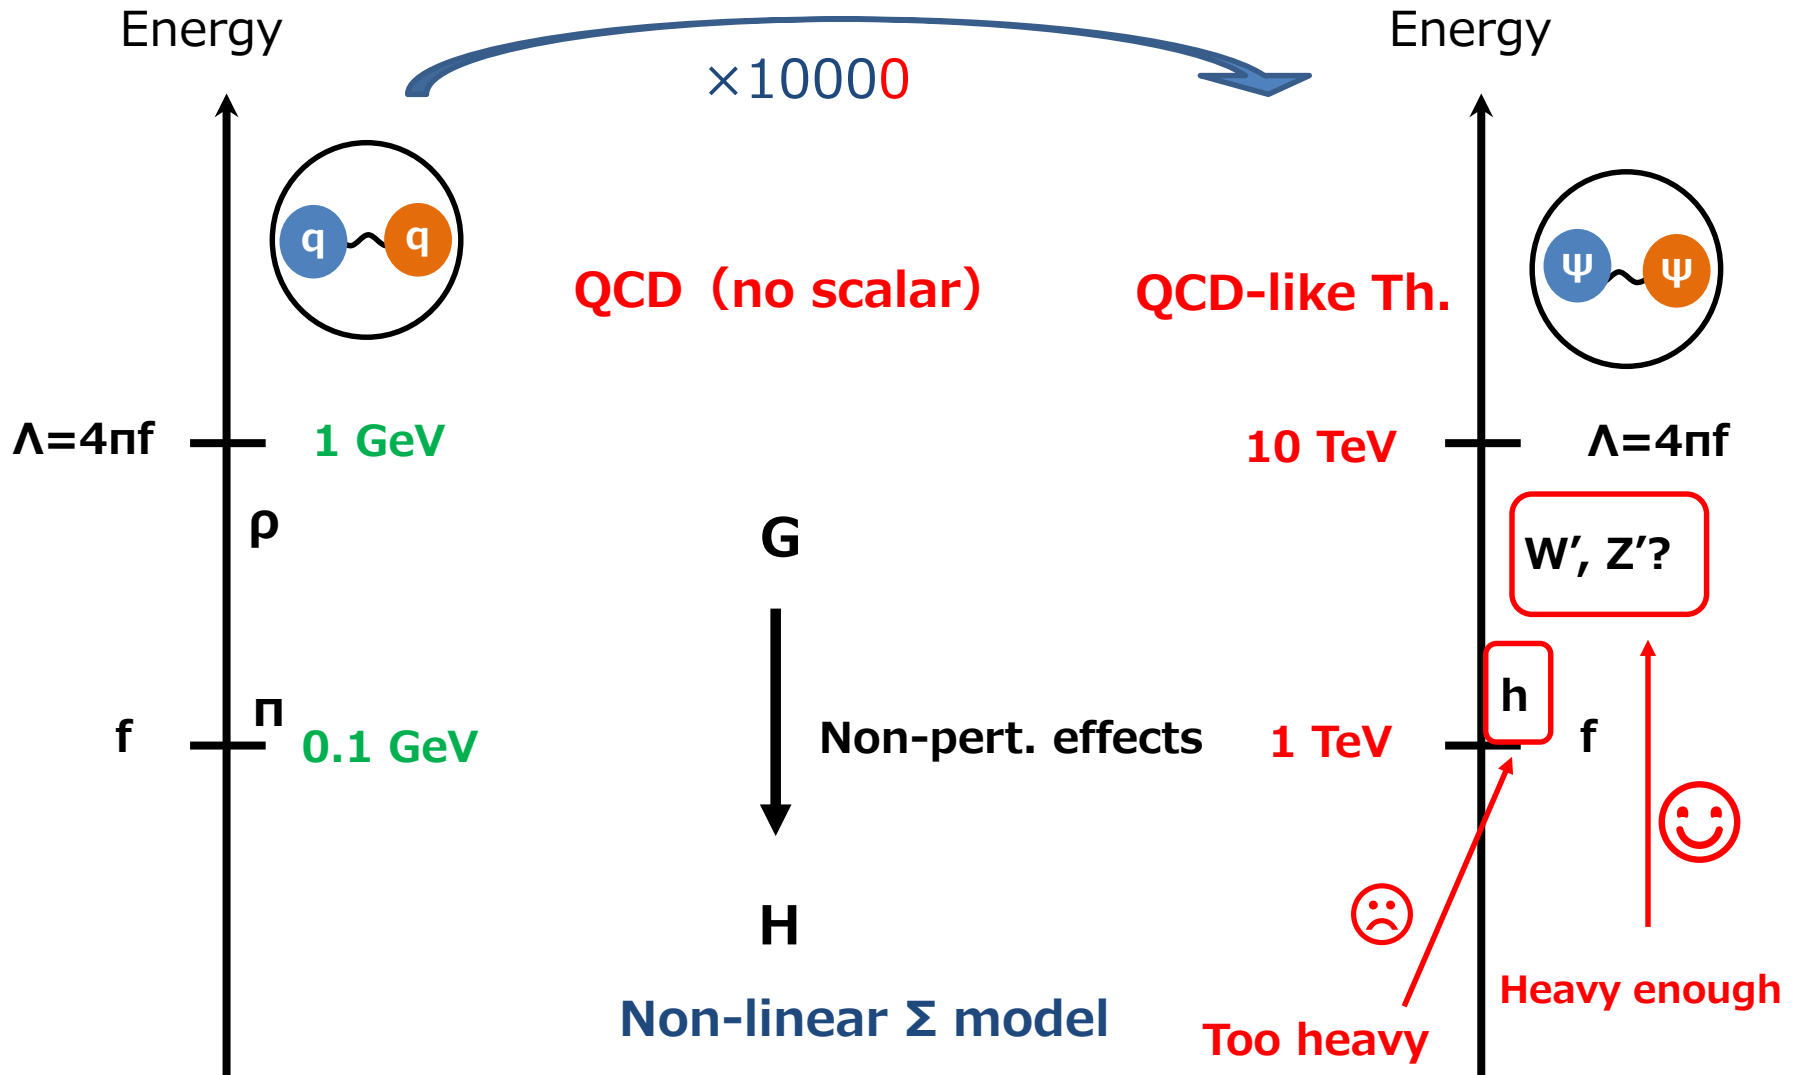 Energy
Energy
×10000
q
q
Ψ
Ψ
QCD (no scalar)
QCD-like Th.
Λ=4πf
1 GeV
10 TeV
Λ=4πf
ρ
G
W′, Z′?
π
h
f
0.1 GeV
Non-pert. effects
1 TeV
f
H
Heavy enough
Non-linear Σ model
Too heavy